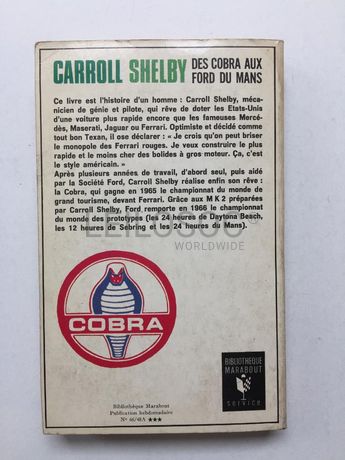 CARROLL SHELBY DES COBRA AUX
FORD DU MANS
Ce livre est l'histoire d'un homme : Carroll Shelby, méca-
nicien de génie et pilote, qui rêve de doter les Etats-Unis
d'une voiture plus rapide encore que les fameuses Mercé-
dès, Maserati, Jaguar ou Ferrari. Optimiste et décidé comme
tout bon Texan, il ose déclarer : « Je crois qu'on peut briser
le monopole des Ferrari rouges. Je veux construire le plus
rapide et le moins cher des bolides à gros moteur. Ça, c'est
le style américain. »
Après plusieurs années de travail, d'abord seul, puis aidé
par la Société Ford, Carroll Shelby réalise enfin son rêve :
la Cobra, qui gagne en 1965 le championnat du monde de
grand tourisme, devant Ferrari. Grâce aux M K 2 préparées
par Carroll Shelby, Ford remporte en 1966 le championnat
du monde des prototypes (les 24 heures de Daytona Beach,
les 12 heures de Sebring et les 24 heures du Mans).
WORLDWIDE
COBRA
BIBLIOTHEQUE
MARABOUT
SERVICE
Bibliothèque Marabout
Publication hebdomadaire
N° 46/48A ★★★